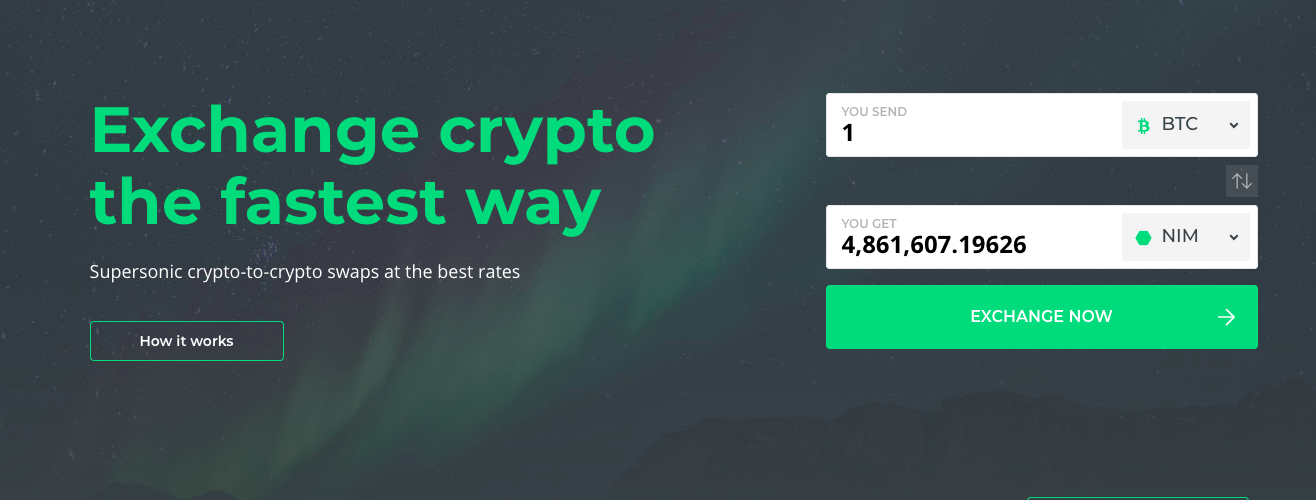 Exchange crypto
the fastest way
Supersonic crypto-to-crypto swaps at the best rates
How it works
YOU SEND
1
BTC
YOU GET
4,861,607.19626
NIM
EXCHANGE NOW